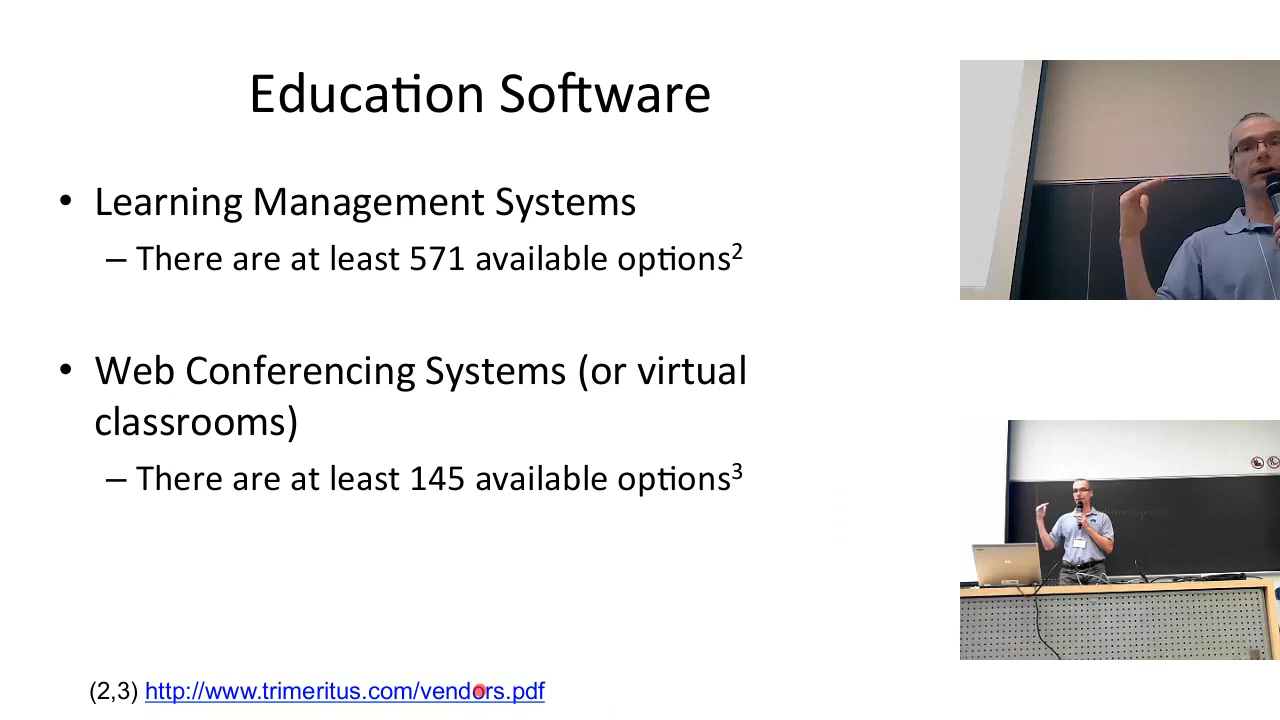 Education Software
• Learning Management Systems
– There are at least 571 available options²
• Web Conferencing Systems (or virtual
classrooms)
– There are at least 145 available options³
(2,3) http://www.trimeritus.com/vendors.pdf